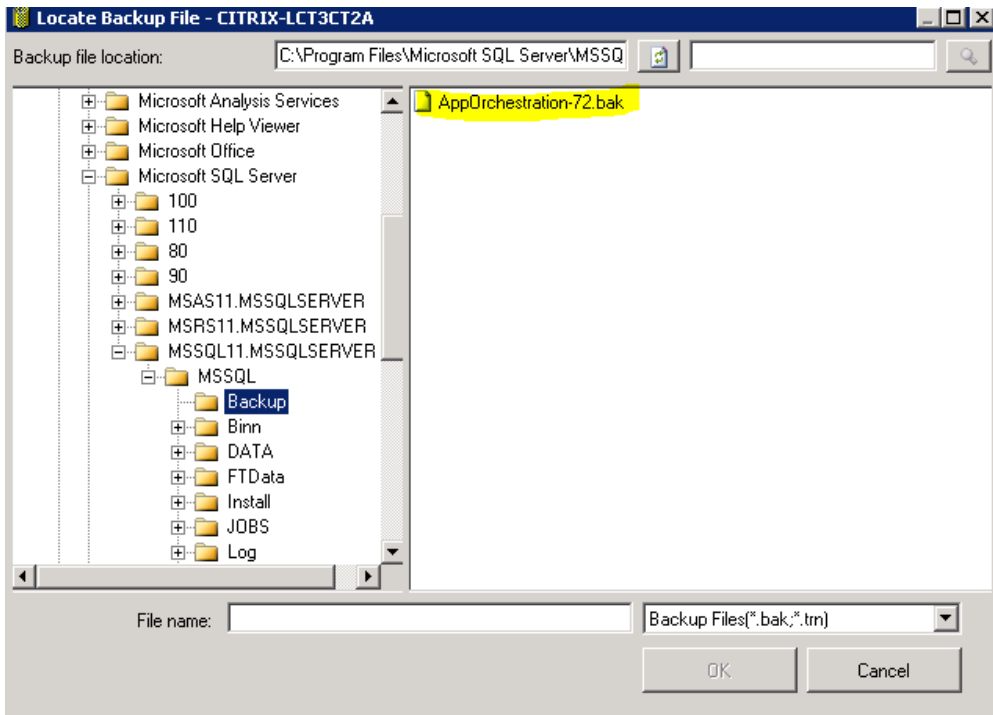 Locate Backup File - CITRIX-LCT3CT2A
Backup file location:
C:\Program Files\Microsoft SQL Server\MSSQ
Microsoft Analysis Services
Microsoft Help Viewer
Microsoft Office
Microsoft SQL Server
100
110
80
90
MSAS11.MSSQLSERVER
MSRS11.MSSQLSERVER
MSSQL11.MSSQLSERVER
MSSQL
Backup
Binn
DATA
FTData
Install
JOBS
Log
AppOrchestration-72.bak
File name:
Backup Files(*.bak;*.trn)
OK
Cancel